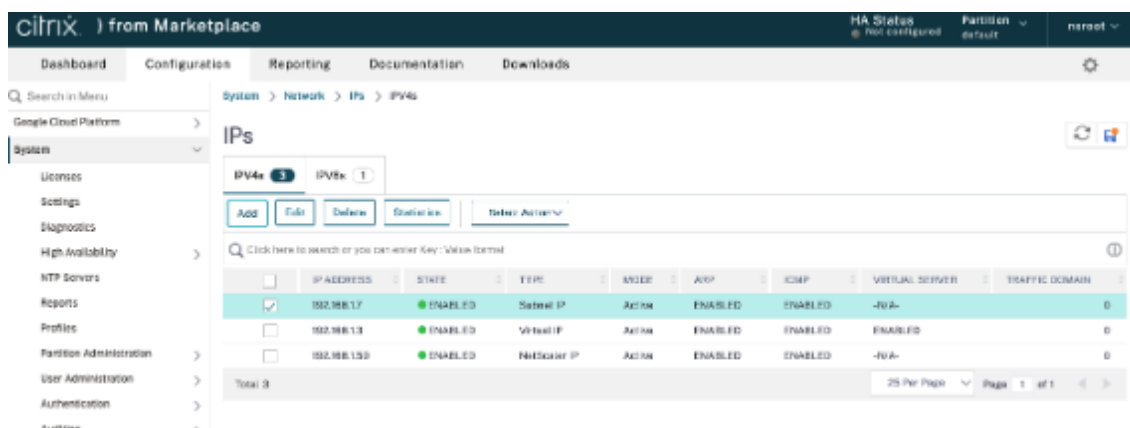 citrix. ) from Marketplace
HA Status
Not configured
Partition
default
nsroot
Dashboard Configuration Reporting Documentation Downloads
Search in Menu
System > Network > IPs > IPV4s
Google Cloud Platform
IPs
System
IPV4s 3 IPV6s 1
Licenses
Settings
Add Edit Delete Statistics Select Action
Diagnostics
High Availability
Click here to search or you can enter Key : Value format
NTP Servers
IP ADDRESS STATE TYPE MODE ARP ICMP VIRTUAL SERVER TRAFFIC DOMAIN
Reports
192.168.1.7 ENABLED Subnet IP Active ENABLED ENABLED -N/A- 0
Profiles
192.168.1.3 ENABLED Virtual IP Active ENABLED ENABLED ENABLED 0
Partition Administration
192.168.1.50 ENABLED NetScaler IP Active ENABLED ENABLED -N/A- 0
User Administration
Total 3 25 Per Page Page 1 of 1
Authentication
Auditing